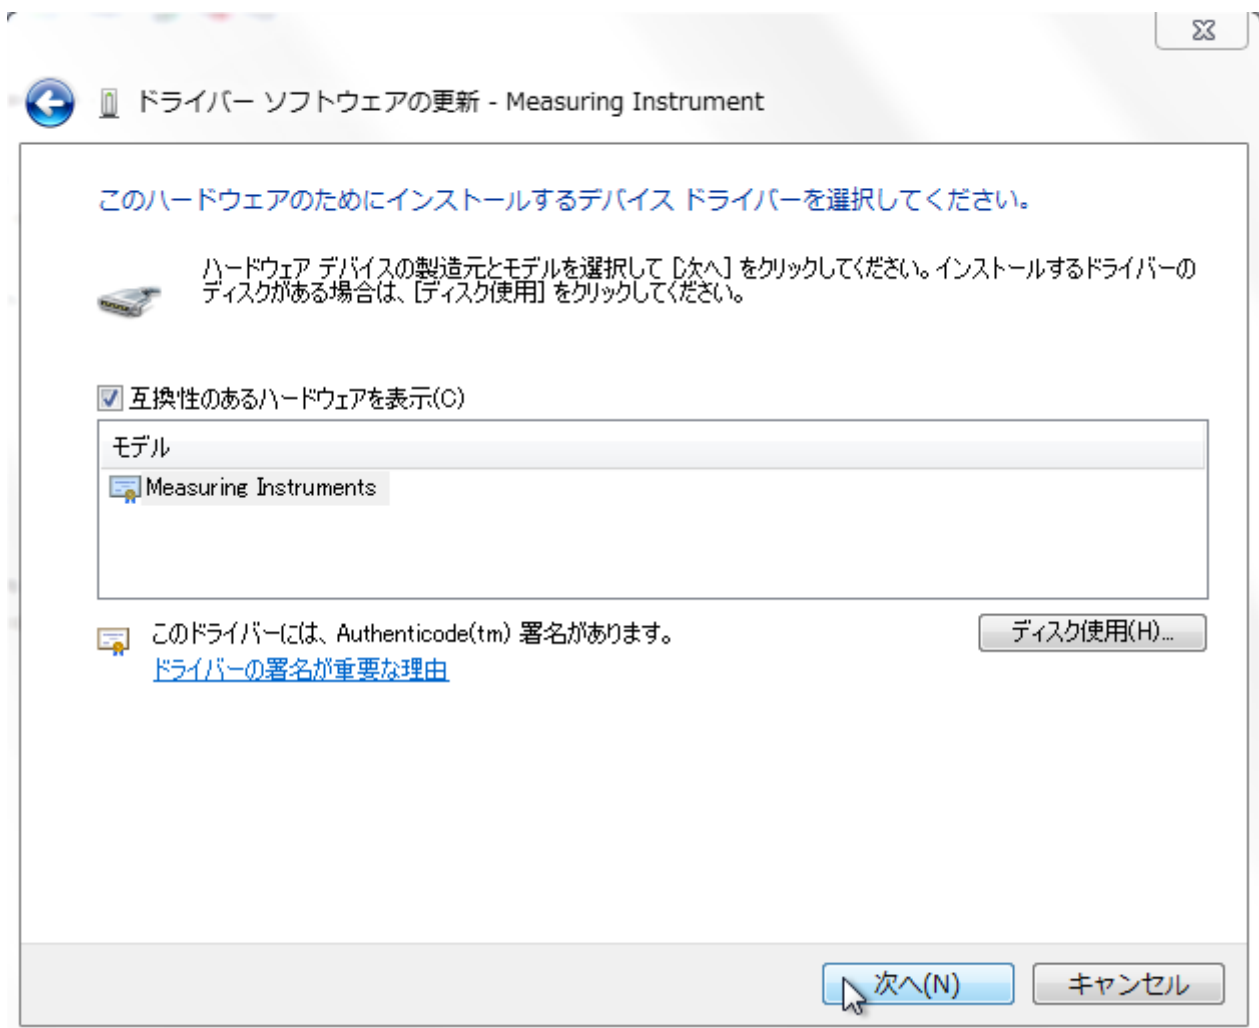 ドライバー ソフトウェアの更新 - Measuring Instrument
このハードウェアのためにインストールするデバイス ドライバーを選択してください。
ハードウェア デバイスの製造元とモデルを選択して [次へ] をクリックしてください。インストールするドライバーの
ディスクがある場合は、[ディスク使用] をクリックしてください。
互換性のあるハードウェアを表示(C)
モデル
Measuring Instruments
このドライバーには、Authenticode(tm) 署名があります。
ディスク使用(H)...
ドライバーの署名が重要な理由
次へ(N)
キャンセル